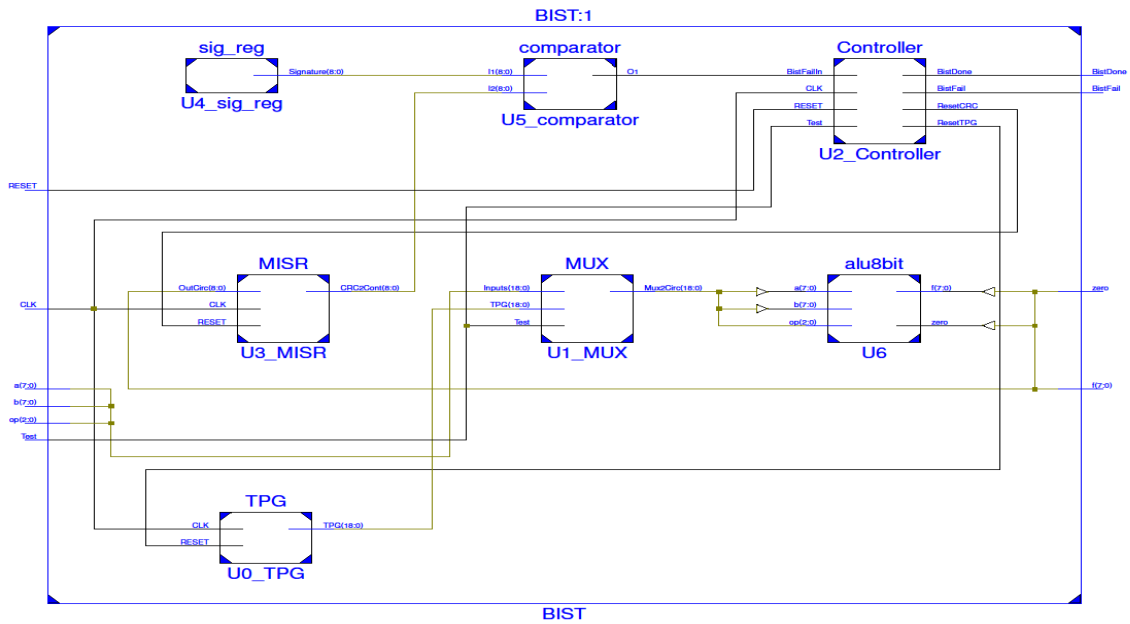 BIST:1
sig_reg
comparator
Controller
Signature(8:0)
I1(8:0)
O1
BistFailIn
BistDone
BistDone
I2(8:0)
CLK
BistFail
BistFail
U4_sig_reg
RESET
ResetCRC
U5_comparator
Test
ResetTPG
U2_Controller
RESET
MISR
MUX
alu8bit
OutCirc(8:0)
CRC2Cont(8:0)
Inputs(18:0)
Mux2Circ(18:0)
a(7:0)
f(7:0)
zero
CLK
CLK
TPG(18:0)
b(7:0)
RESET
Test
op(2:0)
zero
U3_MISR
U1_MUX
U6
a(7:0)
f(7:0)
b(7:0)
op(2:0)
Test
TPG
CLK
TPG(18:0)
RESET
U0_TPG
BIST